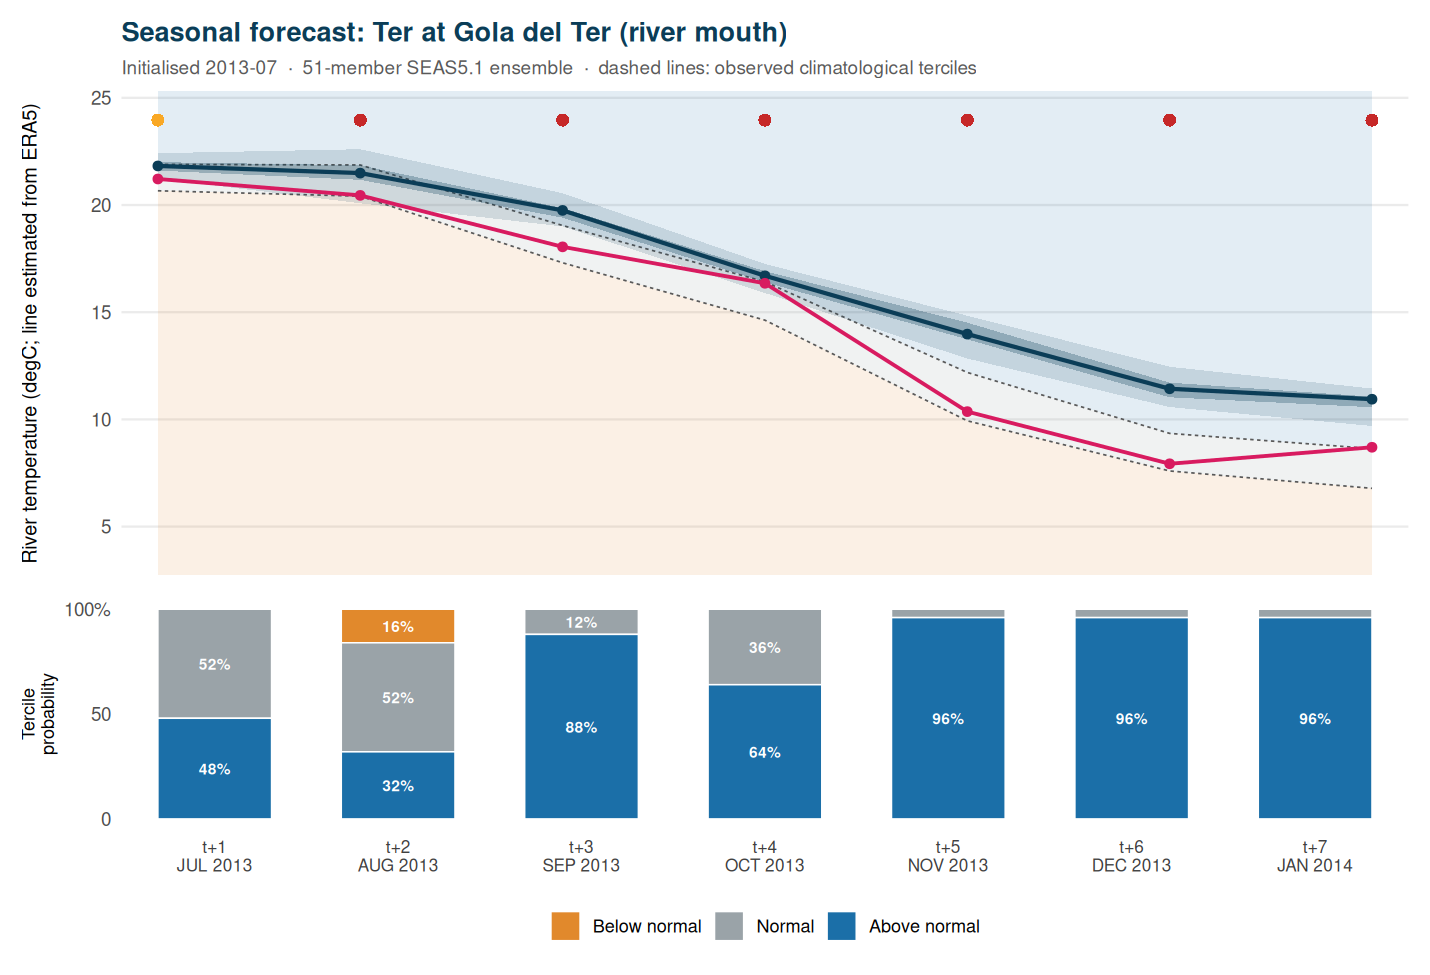 Seasonal forecast: Ter at Gola del Ter (river mouth)
Initialised 2013-07 · 51-member SEAS5.1 ensemble · dashed lines: observed climatological terciles
River temperature (degC; line estimated from ERA5)
25
20
15
10
5
Tercile
probability
100%
50
0
52%
48%
16%
52%
32%
12%
88%
36%
64%
96%
96%
96%
t+1
JUL 2013
t+2
AUG 2013
t+3
SEP 2013
t+4
OCT 2013
t+5
NOV 2013
t+6
DEC 2013
t+7
JAN 2014
Below normal
Normal
Above normal